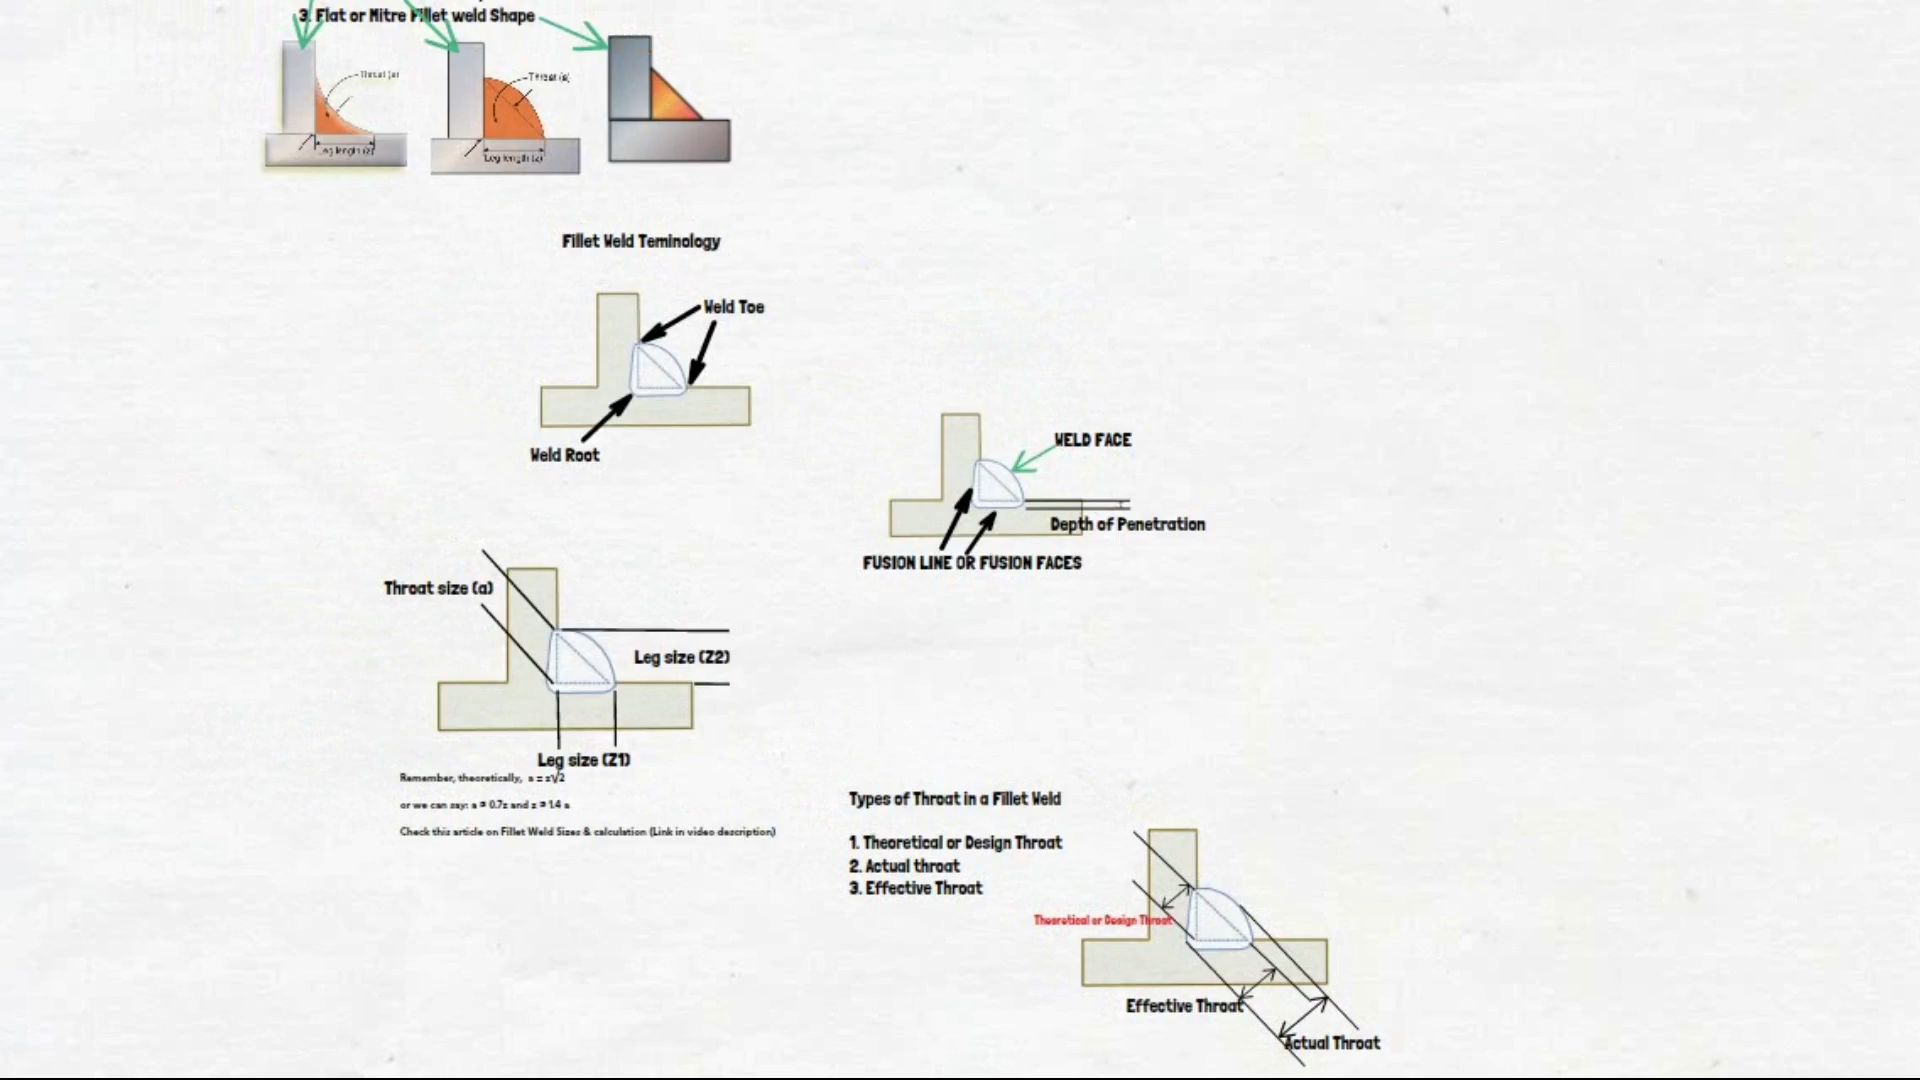 3. Flat or Mitre Fillet weld Shape
Throat (a)
Leg length (z)
Throat (a)
Leg length (z)
Fillet Weld Teminology
Weld Toe
Weld Root
WELD FACE
Depth of Penetration
FUSION LINE OR FUSION FACES
Throat size (a)
Leg size (Z2)
Leg size (Z1)
Remember, theoretically, a = z√2
or we can say: a = 0.7z and z = 1.4 a
Check this article on Fillet Weld Sizes & calculation (Link in video description)
Types of Throat in a Fillet Weld
1. Theoretical or Design Throat
2. Actual throat
3. Effective Throat
Theoretical or Design Throat
Effective Throat
Actual Throat